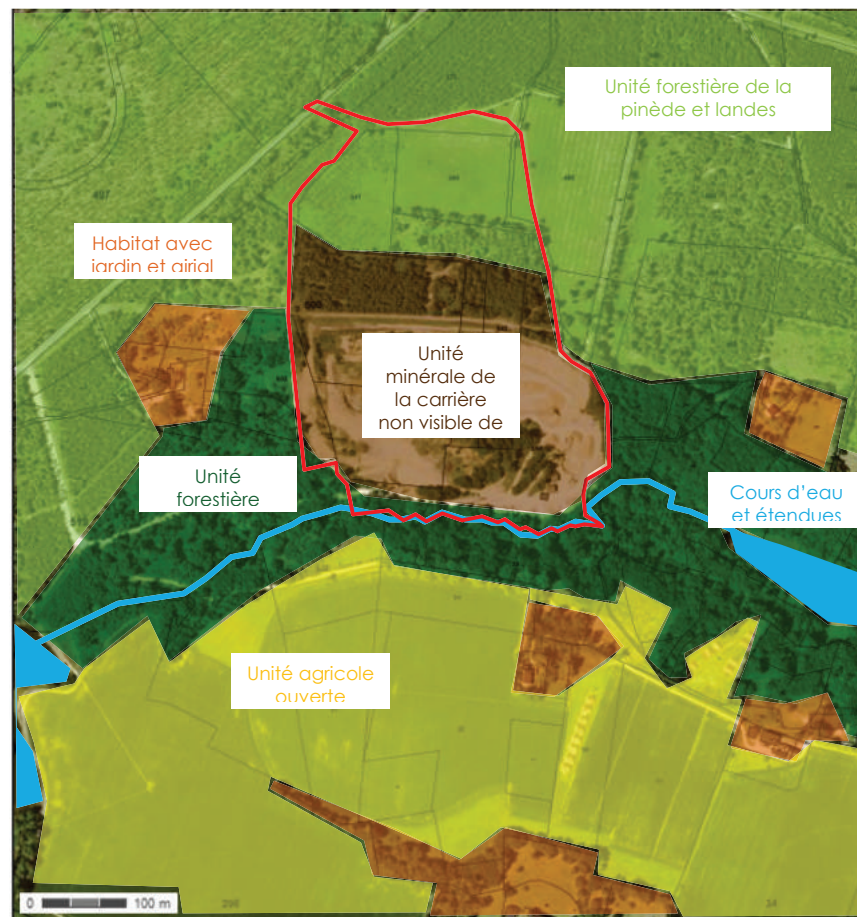 Unité forestière de la
pinède et landes
Habitat avec
jardin et airial
Unité
minérale de
la carrière
non visible de
Unité
forestière
Cours d'eau
et étendues
Unité agricole
ouverte
0 100 m